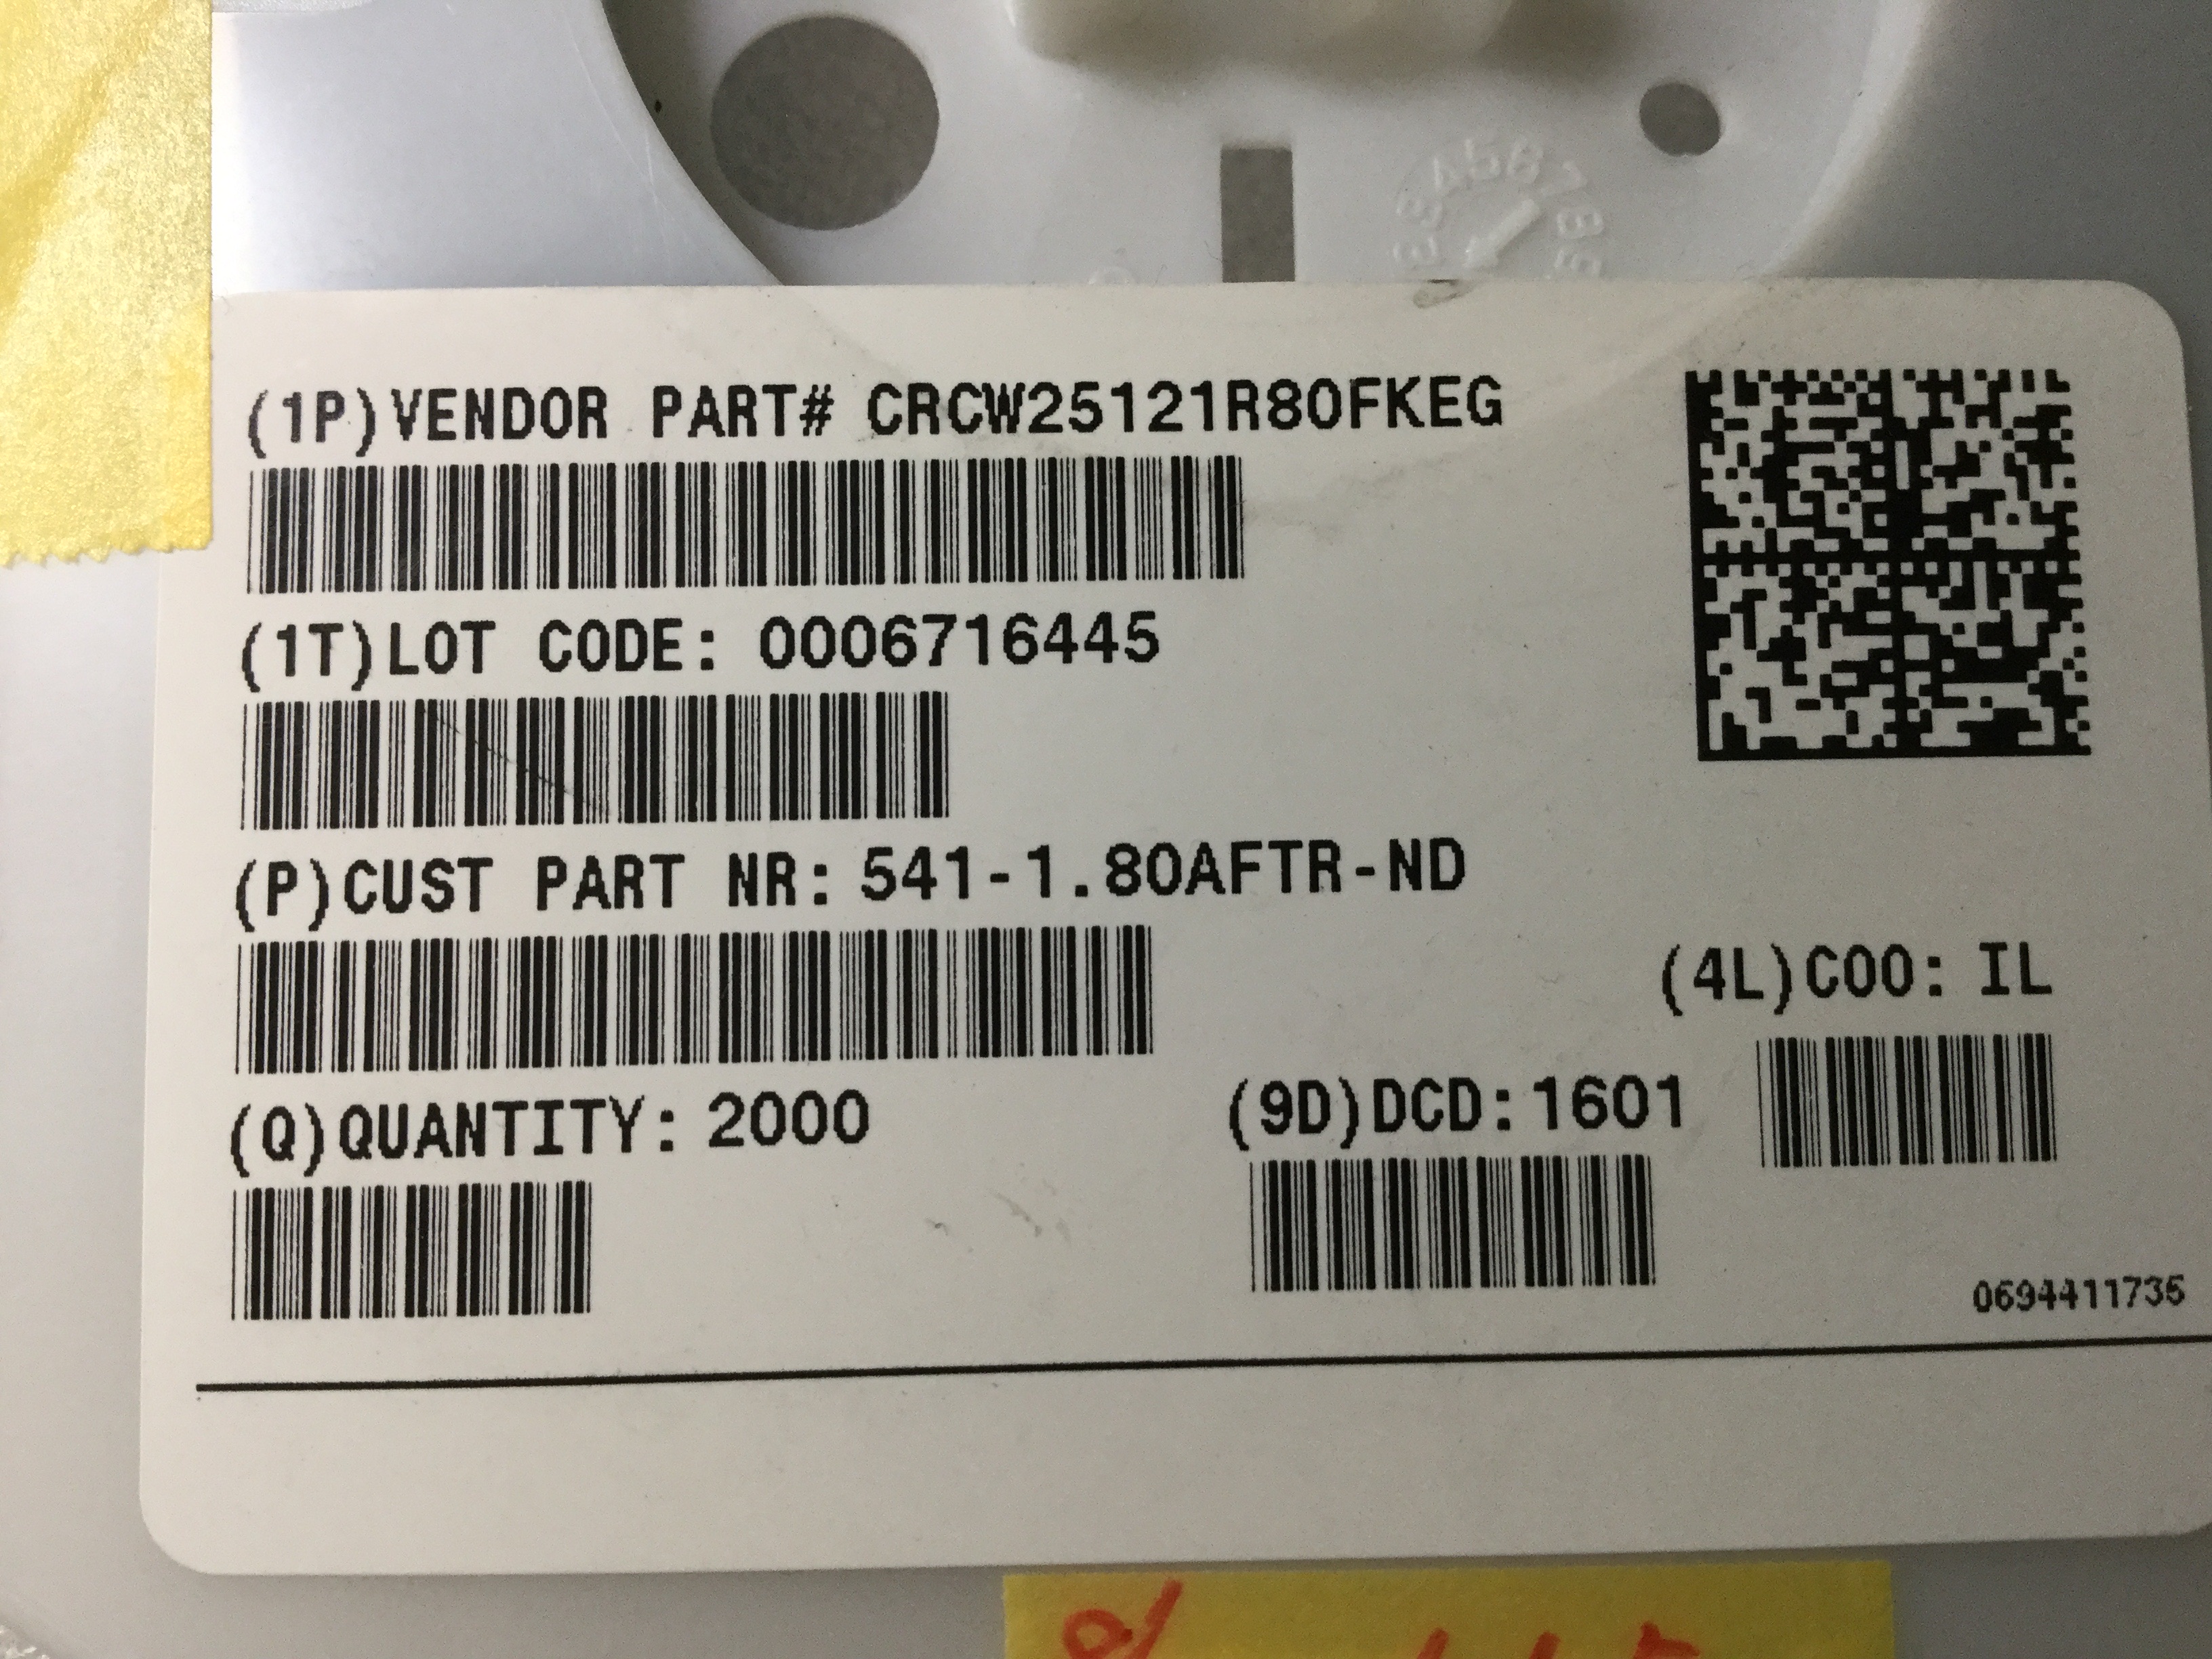 (1P)VENDOR PART# CRCW25121R80FKEG
(1T)LOT CODE: 0006716445
(P)CUST PART NR: 541-1.80AFTR-ND
(4L)COO: IL
(Q)QUANTITY: 2000
(9D)DCD:1601
0694411735